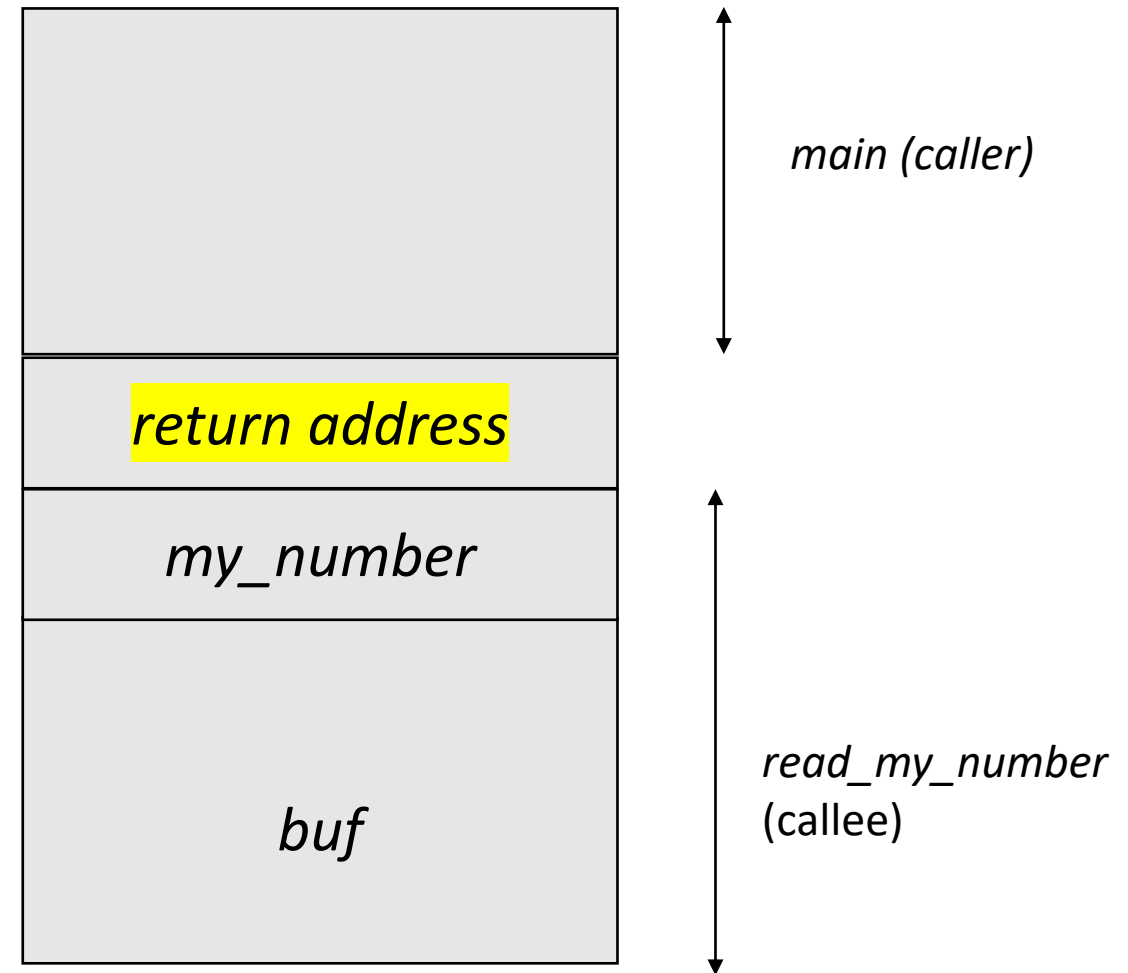 main (caller)
return address
my_number
read_my_number
(callee)
buf